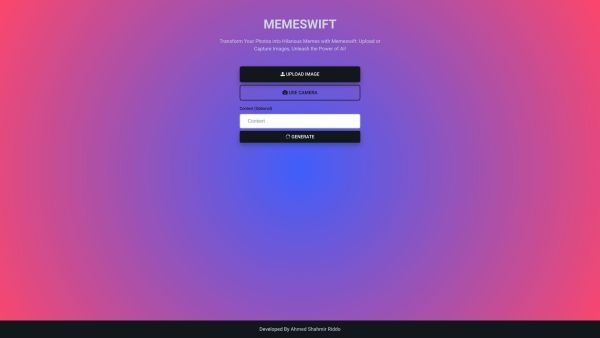 MEMESWIFT
Transform Your Photos into Hilarious Memes with Memeswift: Upload or
Capture Images, Unleash the Power of AI!
UPLOAD IMAGE
USE CAMERA
Context (Optional)
Context
GENERATE
Developed By Ahmed Shahmir Riddo